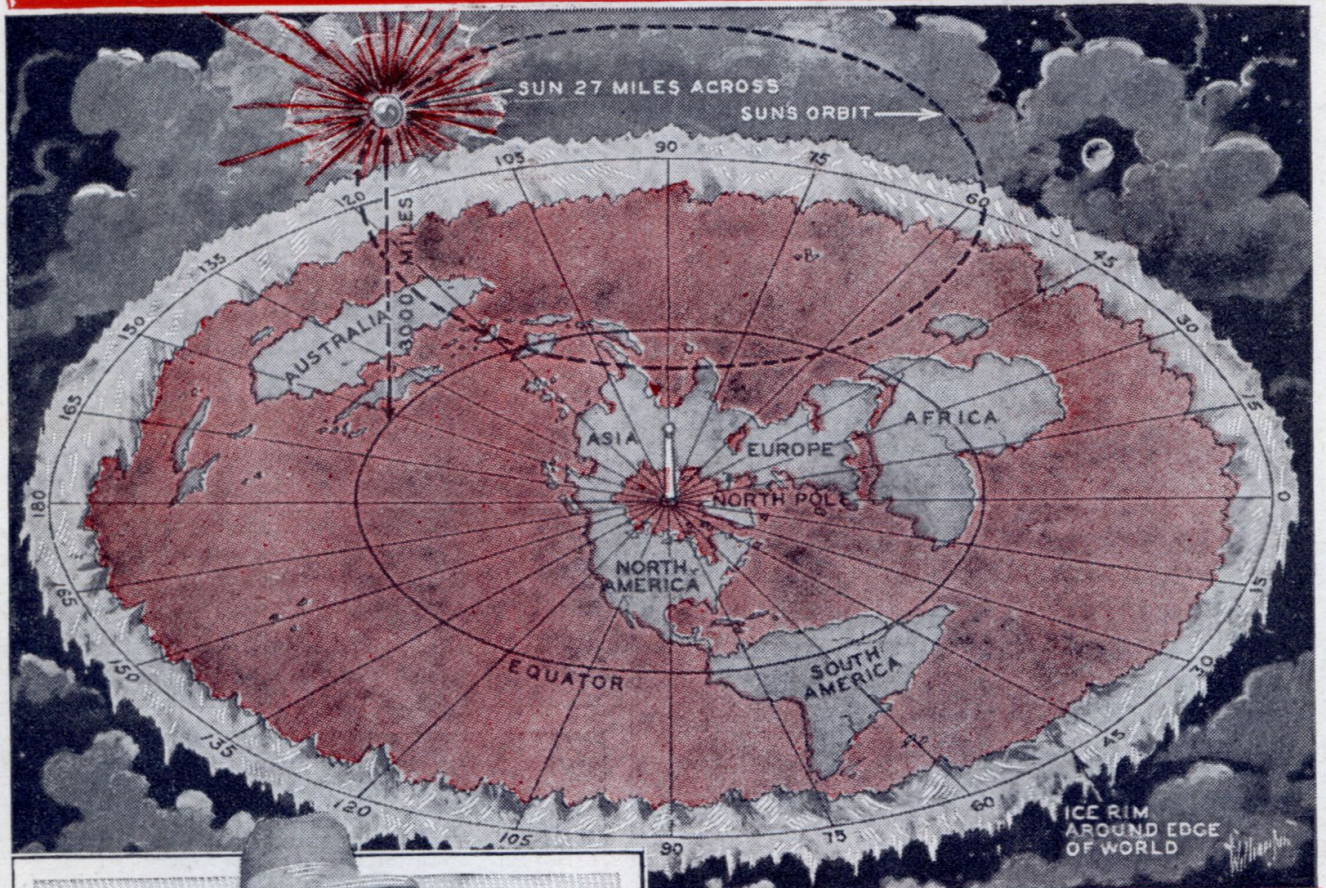 SUN 27 MILES ACROSS
SUN'S ORBIT
105
90
75
120
60
135
45
150
30
165
15
180
0
165
15
150
30
135
45
120
60
105
90
75
3000 MILES
AUSTRALIA
ASIA
EUROPE
AFRICA
NORTH POLE
NORTH
AMERICA
EQUATOR
SOUTH
AMERICA
ICE RIM
AROUND EDGE
OF WORLD